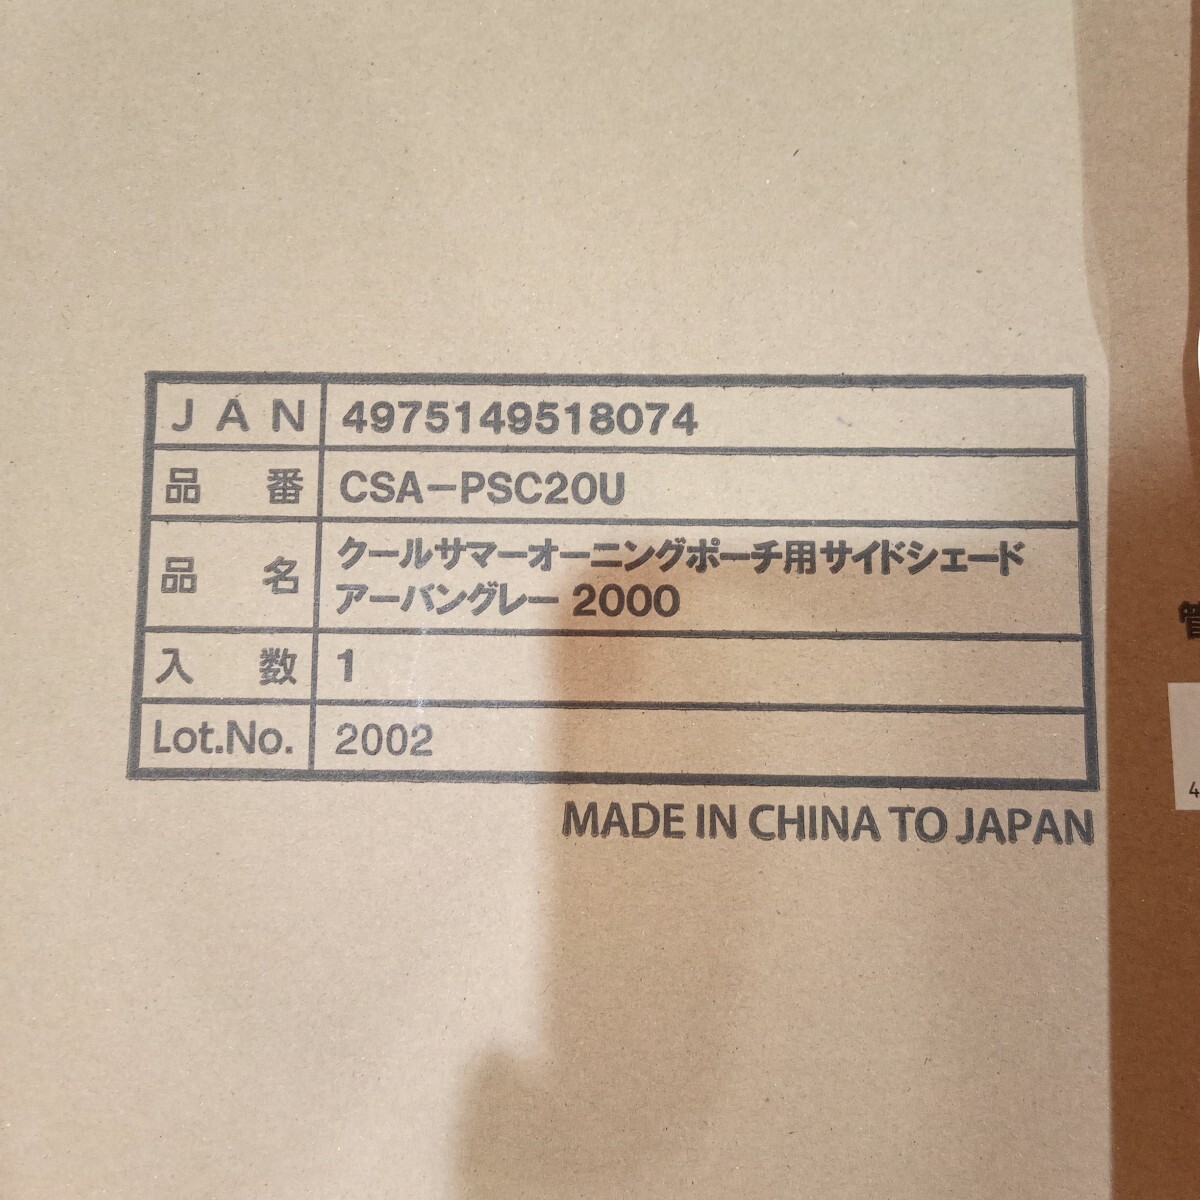 JAN 4975149518074
品番 CSA-PSC20U
品名 クールサマーオーニングポーチ用サイドシェード
アーバングレー 2000
入数 1
Lot.No. 2002
MADE IN CHINA TO JAPAN
管
4